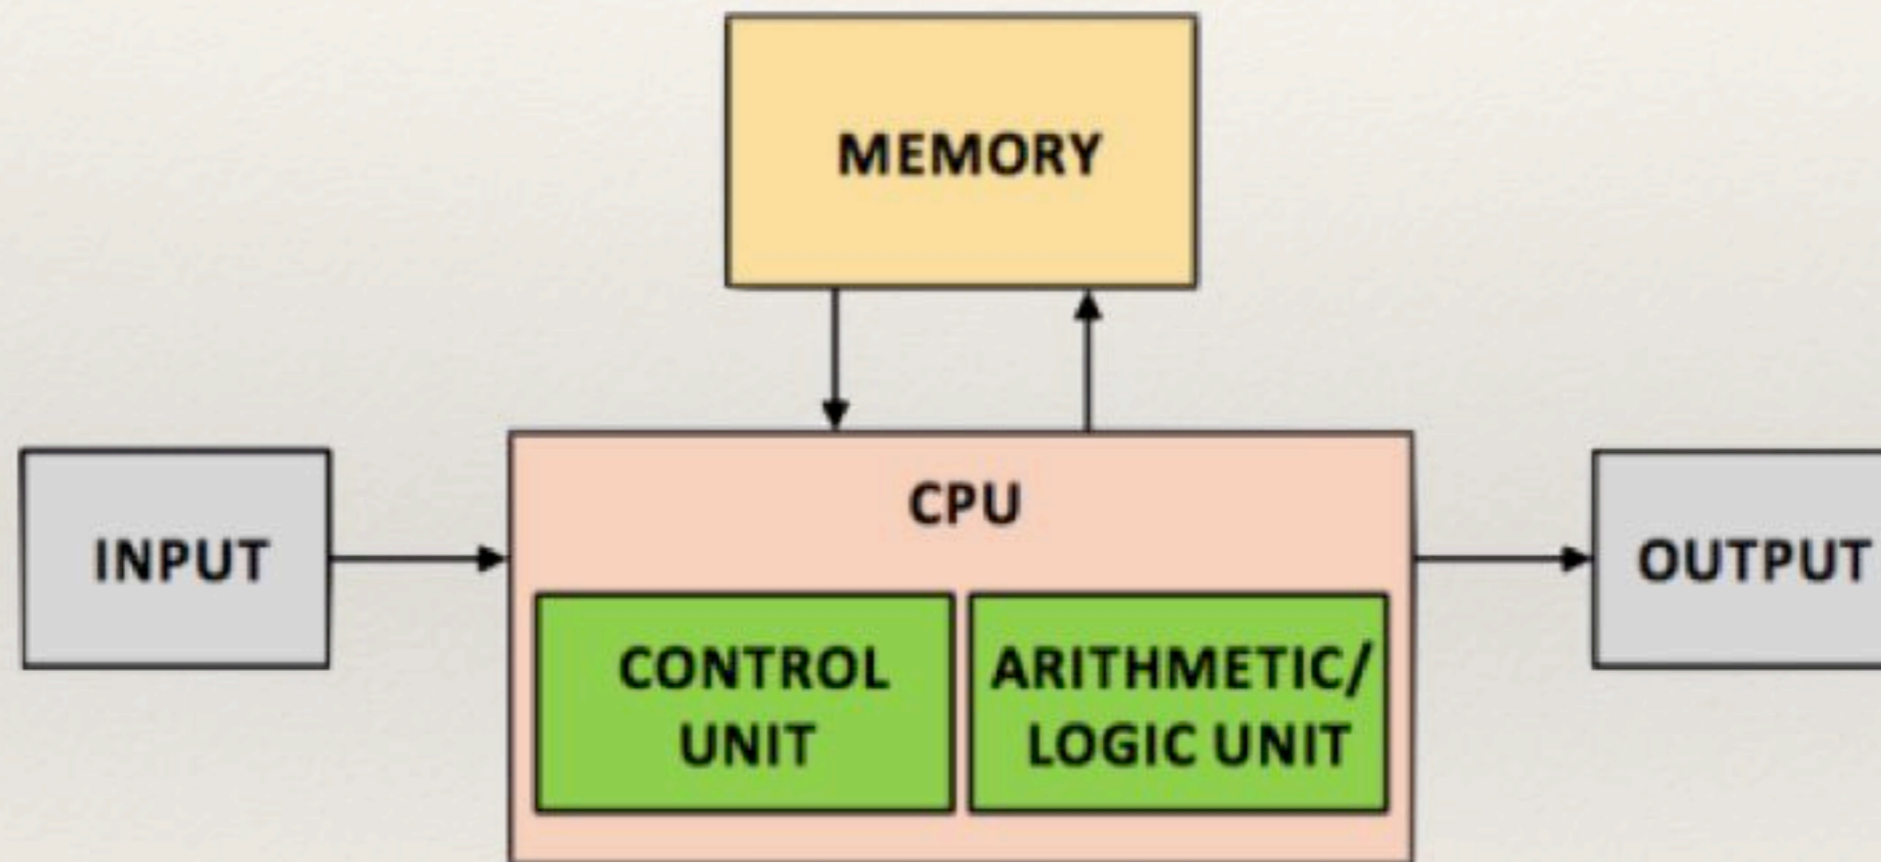 MEMORY
CPU
INPUT
OUTPUT
CONTROL
UNIT
ARITHMETIC/
LOGIC UNIT